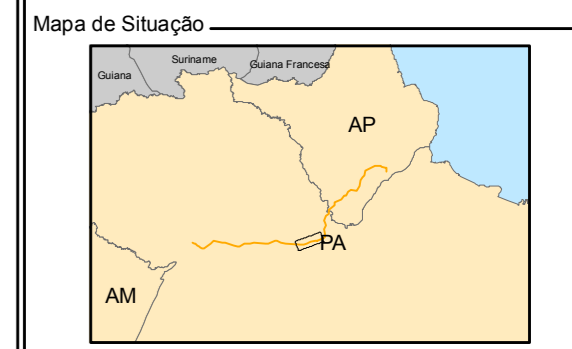 Mapa de Situação
Suriname
Guiana Francesa
Guiana
AP
PA
AM